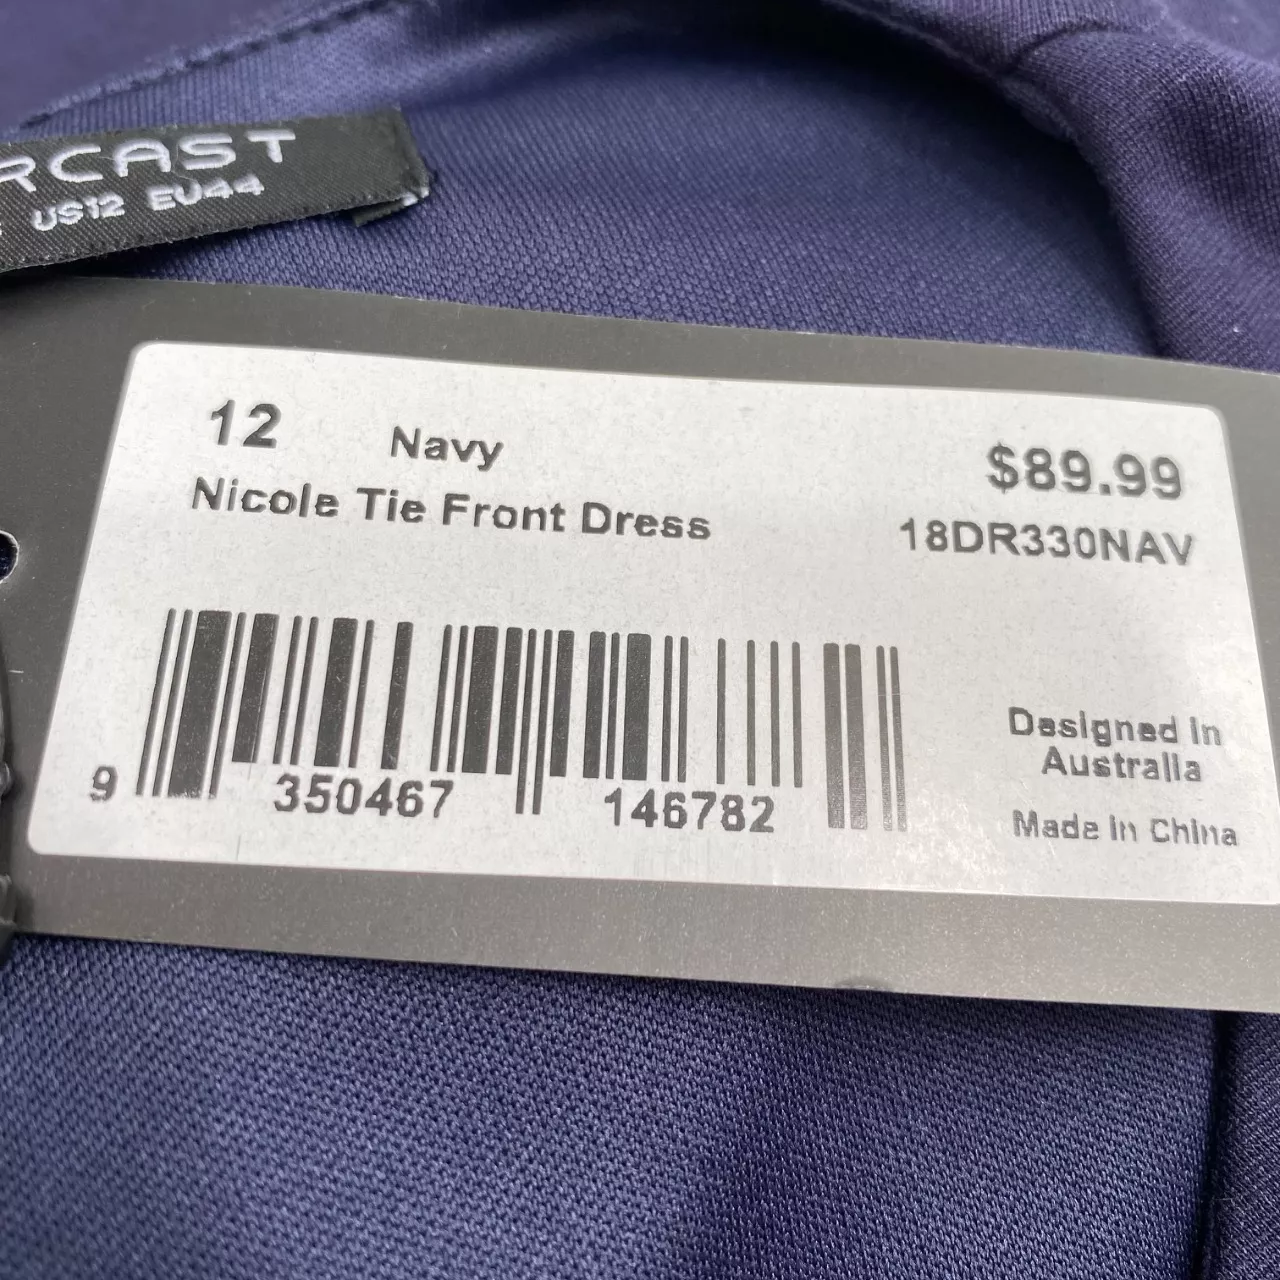 RCAST
US12 EU44
12 Navy
$89.99
Nicole Tie Front Dress
18DR330NAV
9 350467 146782
Designed In
Australia
Made In China